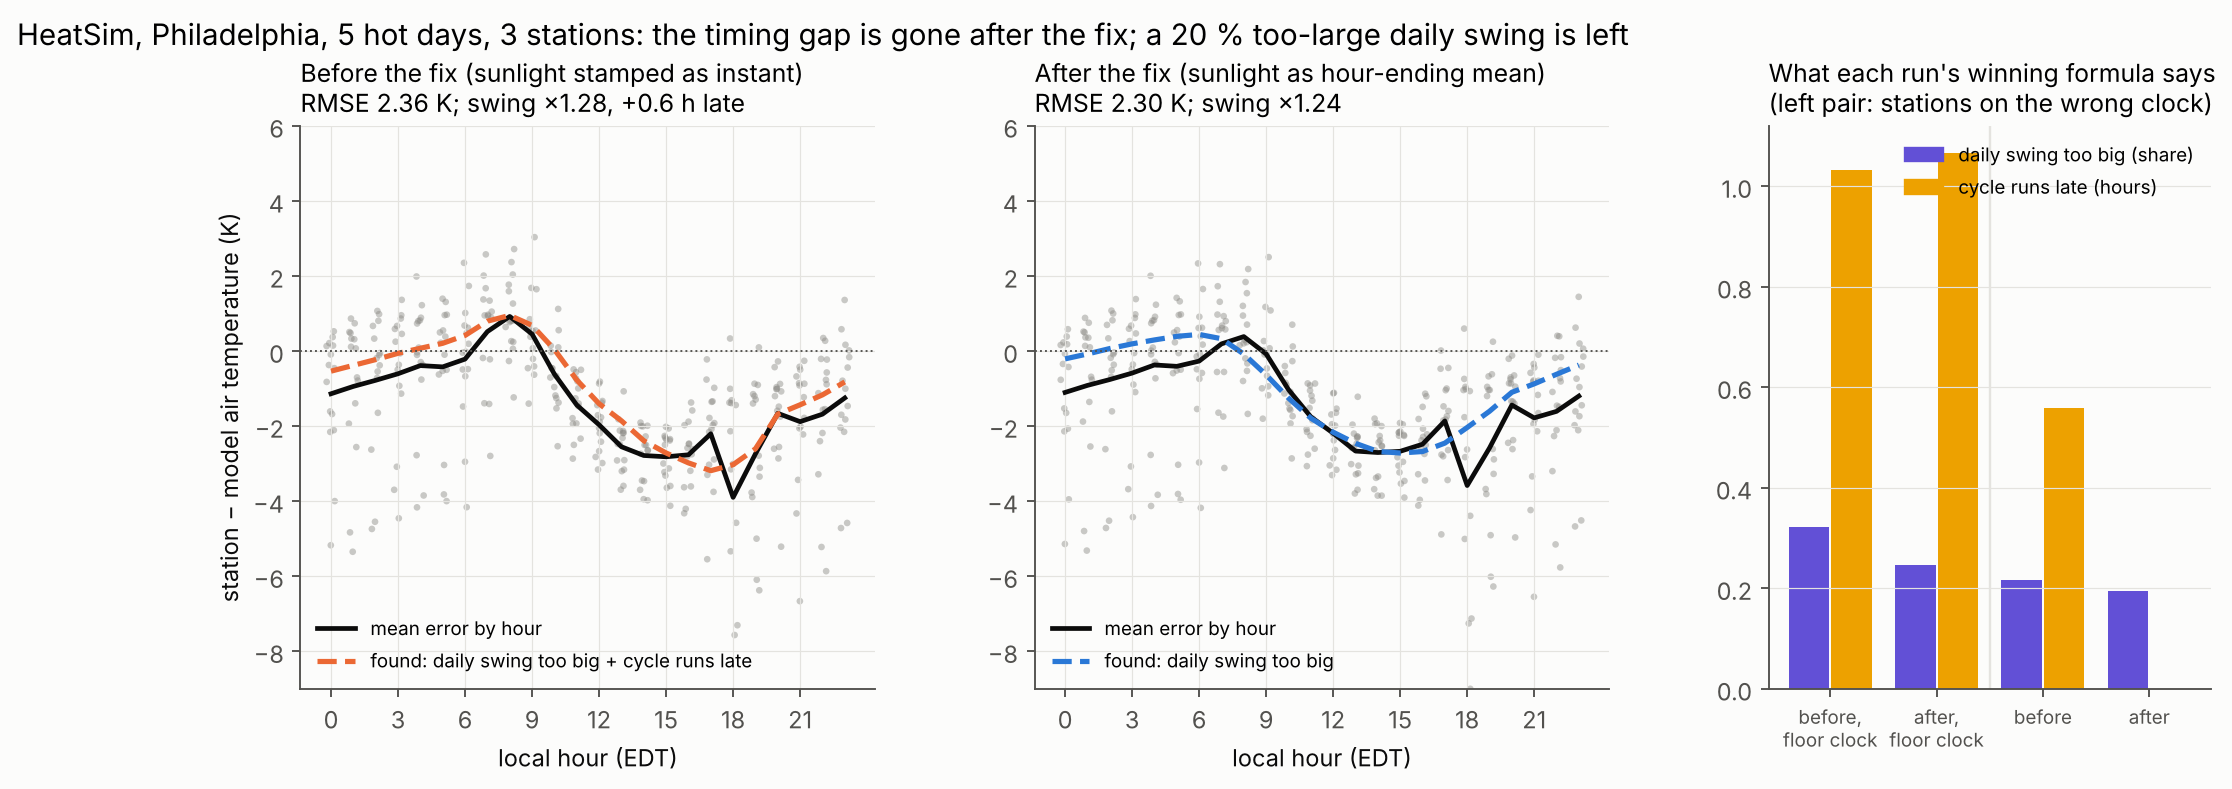 HeatSim, Philadelphia, 5 hot days, 3 stations: the timing gap is gone after the fix; a 20 % too-large daily swing is left
Before the fix (sunlight stamped as instant)
RMSE 2.36 K; swing ×1.28, +0.6 h late
station − model air temperature (K)
6
4
2
0
−2
−4
−6
−8
mean error by hour
found: daily swing too big + cycle runs late
0 3 6 9 12 15 18 21
local hour (EDT)
After the fix (sunlight as hour-ending mean)
RMSE 2.30 K; swing ×1.24
6
4
2
0
−2
−4
−6
−8
mean error by hour
found: daily swing too big
0 3 6 9 12 15 18 21
local hour (EDT)
What each run's winning formula says
(left pair: stations on the wrong clock)
daily swing too big (share)
cycle runs late (hours)
1.0
0.8
0.6
0.4
0.2
0.0
before,
floor clock
after,
floor clock
before
after